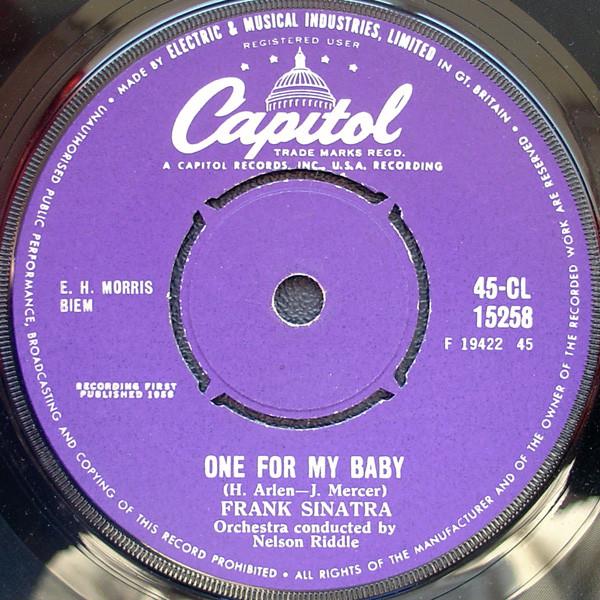 MADE BY ELECTRIC & MUSICAL INDUSTRIES, LIMITED IN GT. BRITAIN •
REGISTERED USER
Capitol
TRADE MARKS REGD.
A CAPITOL RECORDS, INC., U.S.A. RECORDING
E. H. MORRIS
BIEM
45-CL
15258
F 19422 45
RECORDING FIRST
PUBLISHED 1958
ONE FOR MY BABY
(H. Arlen—J. Mercer)
FRANK SINATRA
Orchestra conducted by
Nelson Riddle
• UNAUTHORISED PUBLIC PERFORMANCE, BROADCASTING AND COPYING OF THIS RECORD PROHIBITED • ALL RIGHTS OF THE MANUFACTURER AND OF THE OWNER OF THE RECORDED WORK ARE RESERVED •